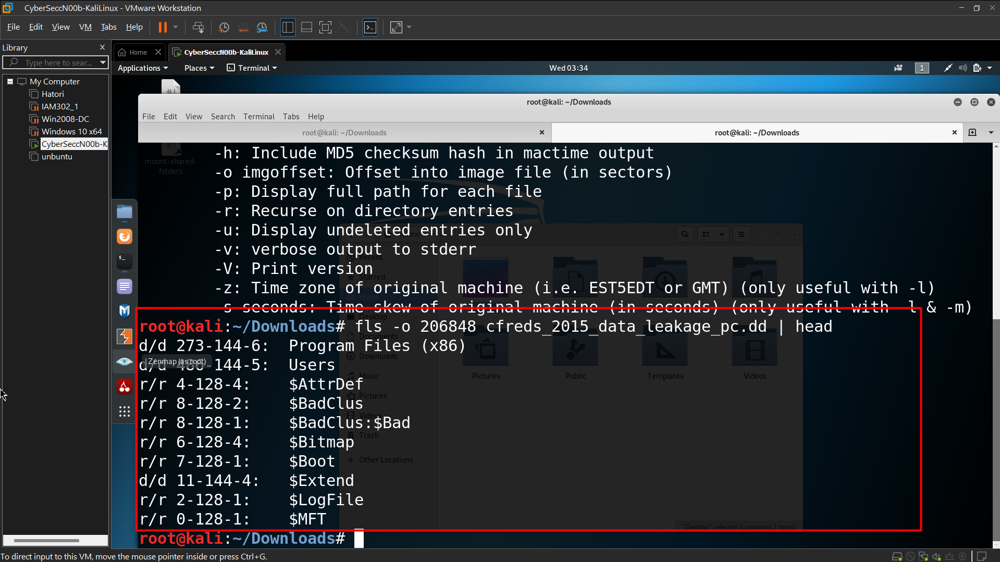 CyberSeccN00b-KaliLinux - VMware Workstation
File Edit View VM Tabs Help
Library
Type here to sear...
My Computer
Hatori
IAM302_1
Win2008-DC
Windows 10 x64
CyberSeccN00b-K
unbuntu
Home
CyberSeccN00b-KaliLinux
Applications Places Terminal
Wed 03:34
1
mount-shared-
folders
root@kali: ~/Downloads
File Edit View Search Terminal Tabs Help
root@kali: ~/Downloads
root@kali: ~/Downloads
-h: Include MD5 checksum hash in mactime output
-o imgoffset: Offset into image file (in sectors)
-p: Display full path for each file
-r: Recurse on directory entries
-u: Display undeleted entries only
-v: verbose output to stderr
-V: Print version
-z: Time zone of original machine (i.e. EST5EDT or GMT) (only useful with -l)
-s seconds: Time skew of original machine (in seconds) (only useful with -l & -m)
root@kali:~/Downloads# fls -o 206848 cfreds_2015_data_leakage_pc.dd | head
d/d 273-144-6: Program Files (x86)
d/d 486-144-5: Users
r/r 4-128-4: $AttrDef
r/r 8-128-2: $BadClus
r/r 8-128-1: $BadClus:$Bad
r/r 6-128-4: $Bitmap
r/r 7-128-1: $Boot
d/d 11-144-4: $Extend
r/r 2-128-1: $LogFile
r/r 0-128-1: $MFT
root@kali:~/Downloads#
Zenmap (as root)
Home
Recent
Starred
Home
Desktop
Documents
Downloads
Music
Pictures
Videos
Trash
Other Locations
Pictures
Public
Templates
Videos
"Desktop" selected (containing 2 items)
To direct input to this VM, move the mouse pointer inside or press Ctrl+G.